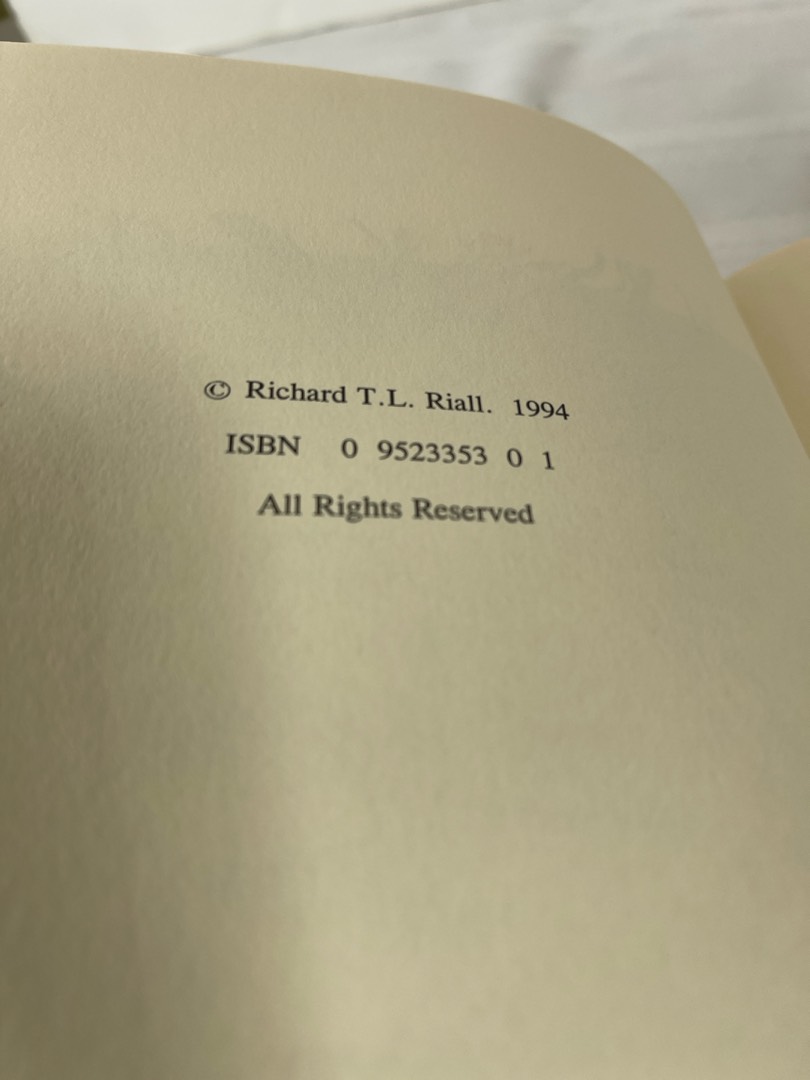 © Richard T.L. Riall. 1994
ISBN 0 9523353 0 1
All Rights Reserved